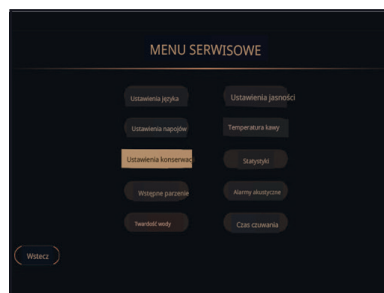 MENU SERWISOWE
Ustawienia języka
Ustawienia jasności
Ustawienia napojów
Temperatura kawy
Ustawienia konserwac
Statystyki
Wstępne parzenie
Alarmy akustyczne
Twardość wody
Czas czuwania
Wstecz